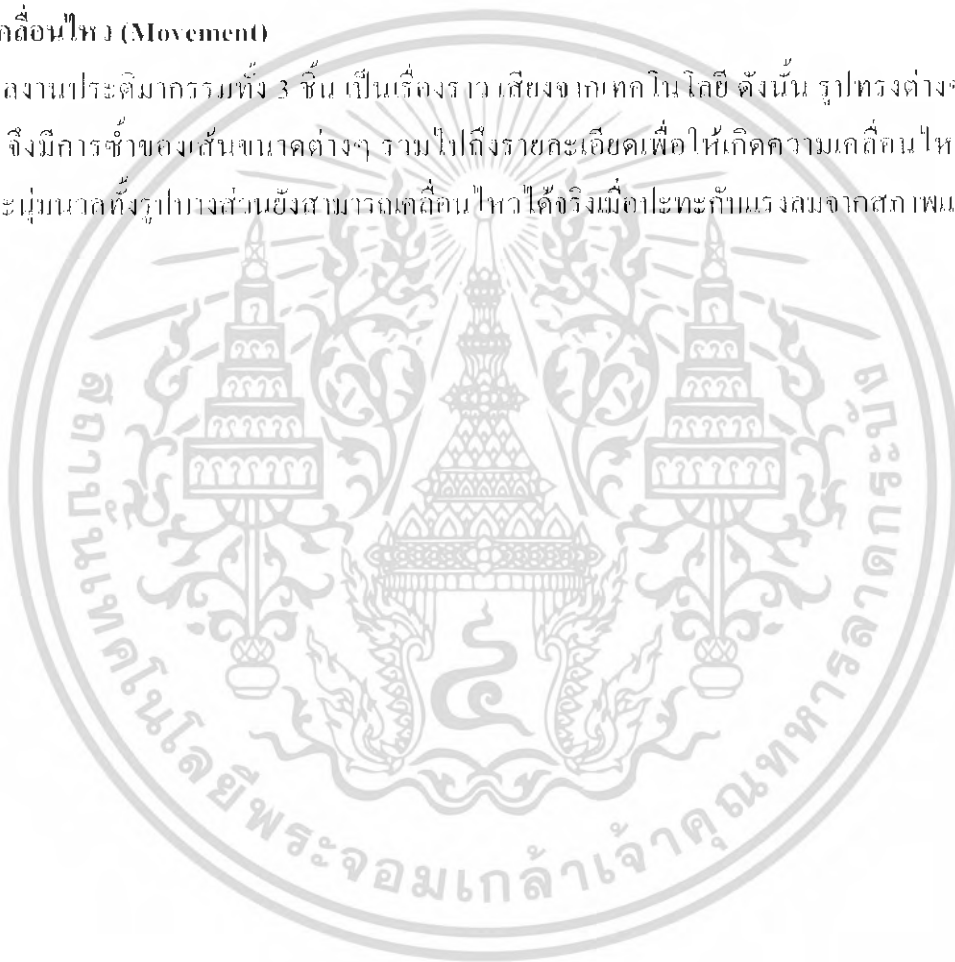 คลื่อนไหว (Movement)
ลงานประติมากรรมทั้ง 3 ชิ้น เป็นเรื่องราว เสียงจากเทคโนโลยี ดังนั้น รูปทรงต่างๆ
จึงมีการซ้ำของเส้นขนาดต่างๆ รวมไปถึงรายละเอียดเพื่อให้เกิดความเคลื่อนไห
ะนุ่มนวลทั้งรูปบางส่วนยังสามารถเคลื่อนไหวได้จริงเมื่อปะทะกับแรงลมจากสภาพแ
สถาบันเทคโนโลยีพระจอมเกล้าเจ้าคุณทหารลาดกระบัง